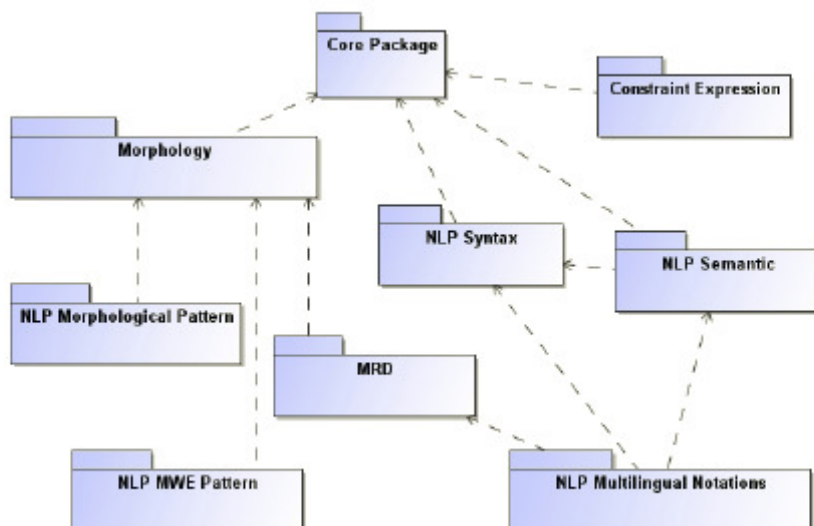 Core Package
Constraint Expression
Morphology
NLP Syntax
NLP Semantic
NLP Morphological Pattern
MRD
NLP MWE Pattern
NLP Multilingual Notations